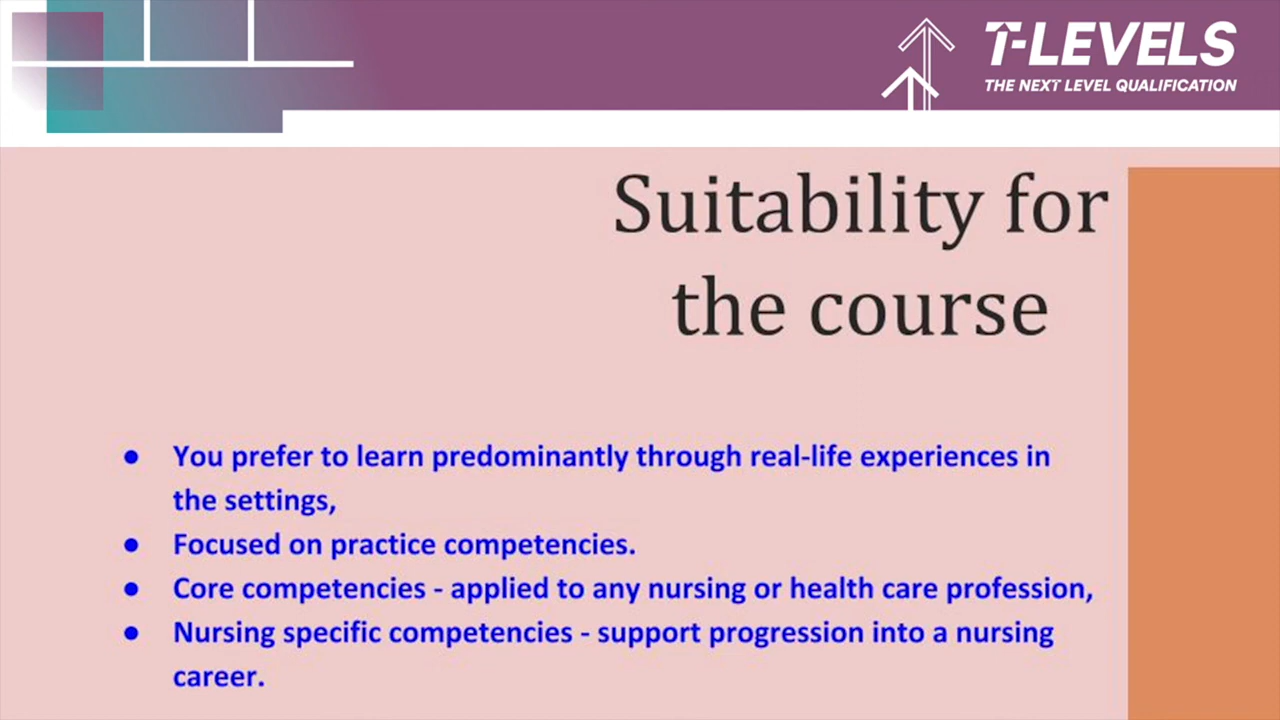 T-LEVELS
THE NEXT LEVEL QUALIFICATION
Suitability for
the course
● You prefer to learn predominantly through real-life experiences in
the settings,
● Focused on practice competencies.
● Core competencies - applied to any nursing or health care profession,
● Nursing specific competencies - support progression into a nursing
career.